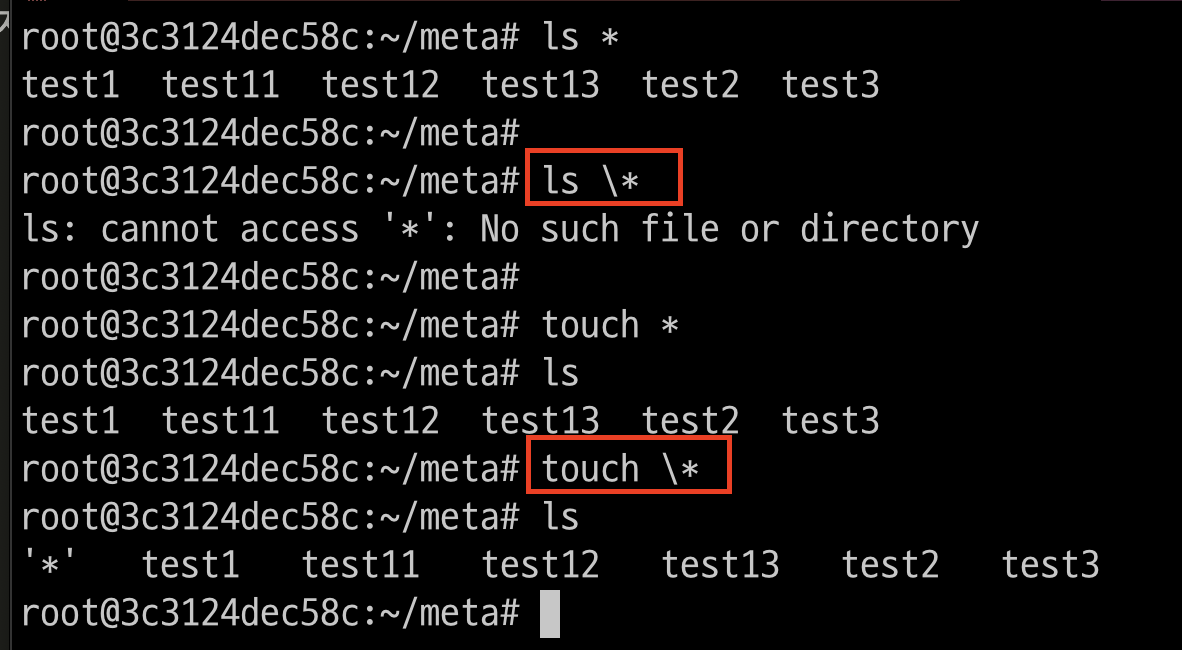 root@3c3124dec58c:~/meta# ls *
test1  test11  test12  test13  test2  test3
root@3c3124dec58c:~/meta#
root@3c3124dec58c:~/meta# ls \*
ls: cannot access '*': No such file or directory
root@3c3124dec58c:~/meta#
root@3c3124dec58c:~/meta# touch *
root@3c3124dec58c:~/meta# ls
test1  test11  test12  test13  test2  test3
root@3c3124dec58c:~/meta# touch \*
root@3c3124dec58c:~/meta# ls
'*'   test1   test11   test12   test13   test2   test3
root@3c3124dec58c:~/meta#